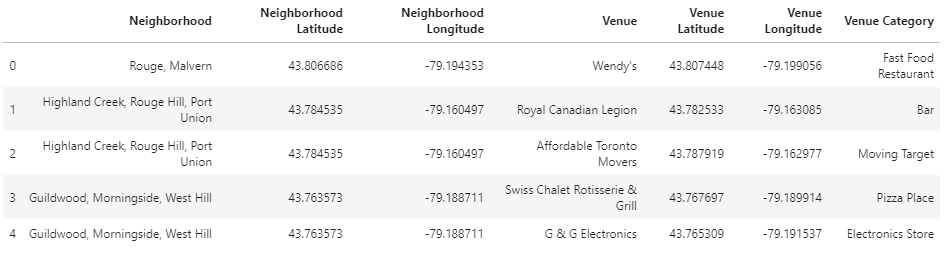 Neighborhood Neighborhood Latitude Neighborhood Longitude Venue Venue Latitude Venue Longitude Venue Category
0 Rouge, Malvern 43.806686 -79.194353 Wendy's 43.807448 -79.199056 Fast Food Restaurant
1 Highland Creek, Rouge Hill, Port Union 43.784535 -79.160497 Royal Canadian Legion 43.782533 -79.163085 Bar
2 Highland Creek, Rouge Hill, Port Union 43.784535 -79.160497 Affordable Toronto Movers 43.787919 -79.162977 Moving Target
3 Guildwood, Morningside, West Hill 43.763573 -79.188711 Swiss Chalet Rotisserie & Grill 43.767697 -79.189914 Pizza Place
4 Guildwood, Morningside, West Hill 43.763573 -79.188711 G & G Electronics 43.765309 -79.191537 Electronics Store